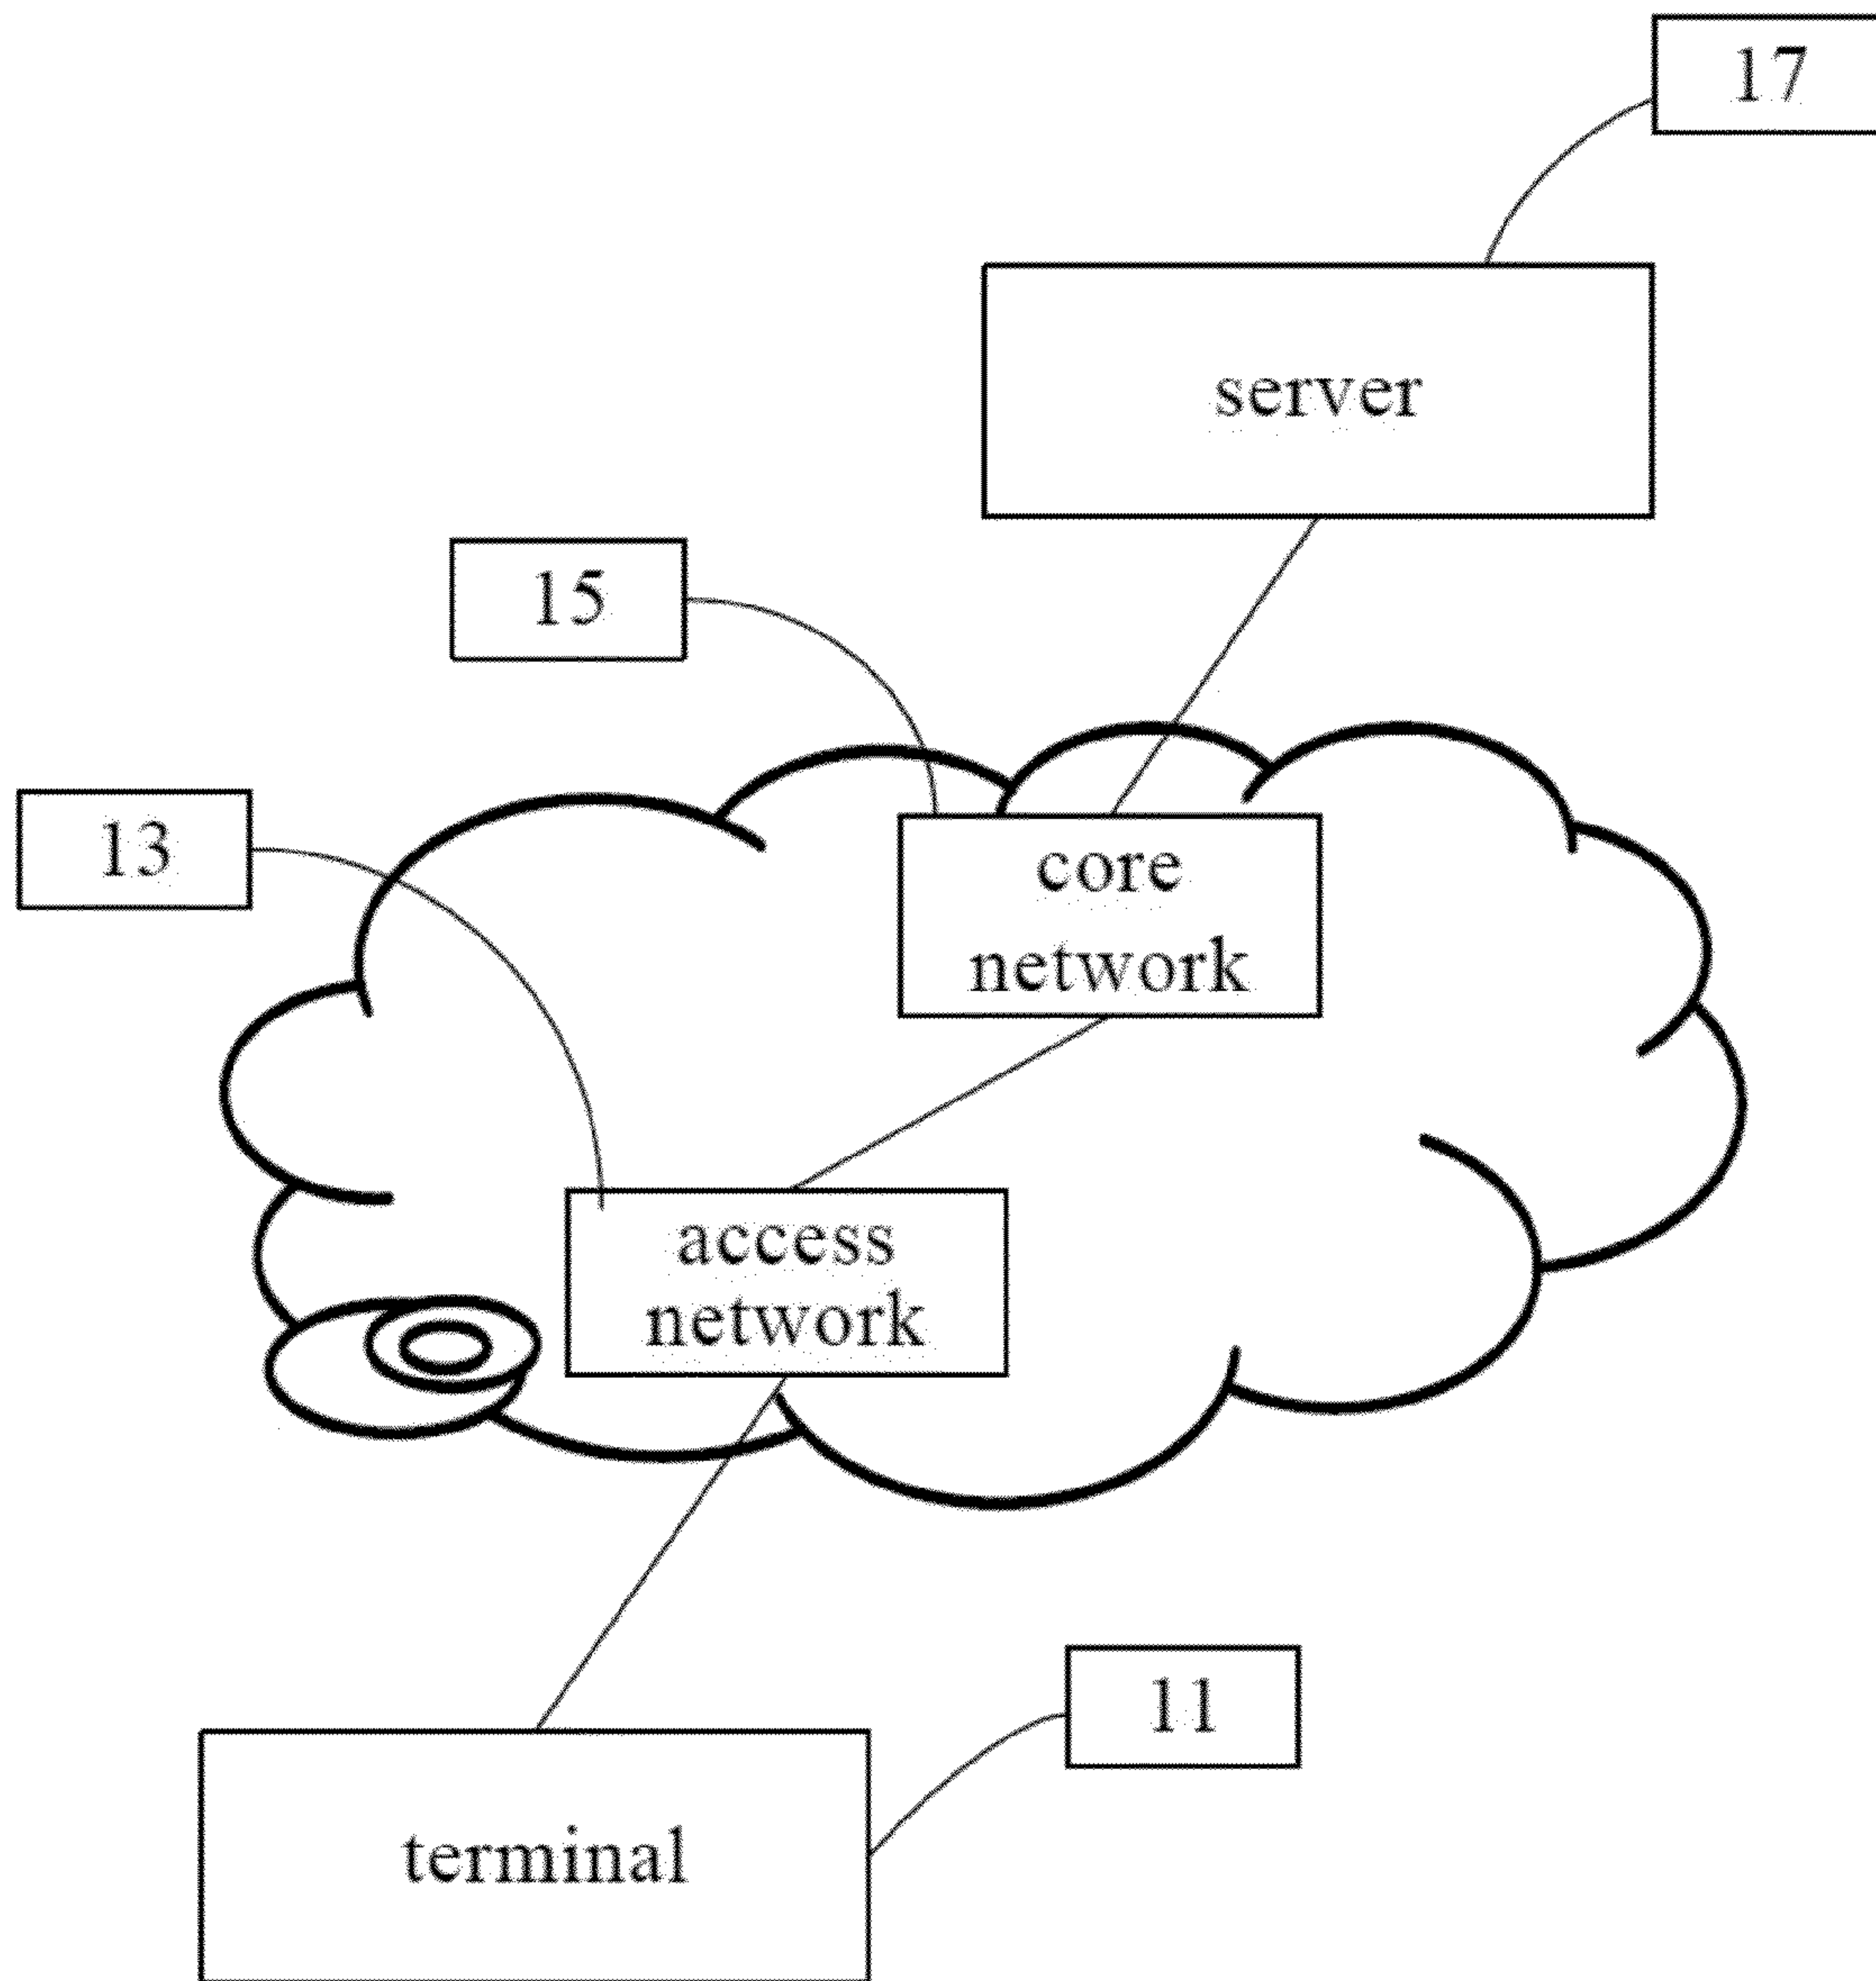 17
server
15
13
core
network
access
network
11
terminal